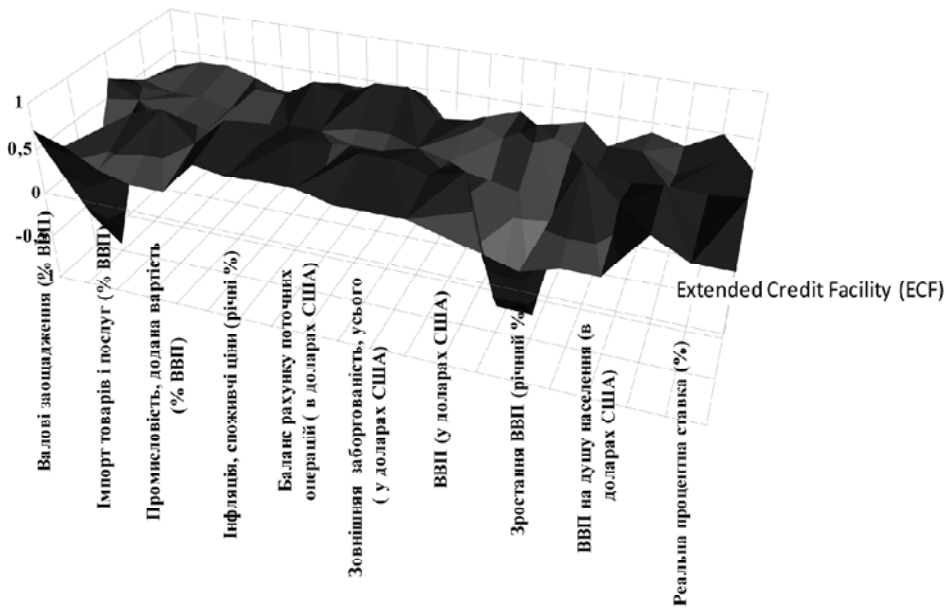 1
0,5
0
-0,5
Extended Credit Facility (ECF)
Валові заощадження (% ВВП)
Імпорт товарів і послуг (% ВВП)
Промисловість, додана вартість
(% ВВП)
Інфляція, споживчі ціни (річні %)
Баланс рахунку поточних
операцій ( в доларах США)
Зовнішняя заборгованість, усього
( у доларах США)
ВВП (у доларах США)
Зростання ВВП (річний %
ВВП на душу населення (в
доларах США)
Реальна процентна ставка (%)